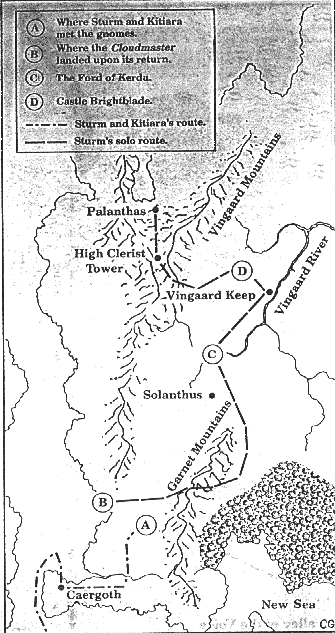 A Where Sturm and Kitiara
met the gnomes.
B Where the Cloudmaster
landed upon its return.
C The Ford of Kerdu.
D Castle Brightblade.
Sturm and Kitiara's route.
Sturm's solo route.
Palanthas
Vingaard Mountains
High Clerist
Tower
D
Vingaard Keep
Vingaard River
C
Solanthus
Garnet Mountains
B
A
Caergoth
New Sea
CG